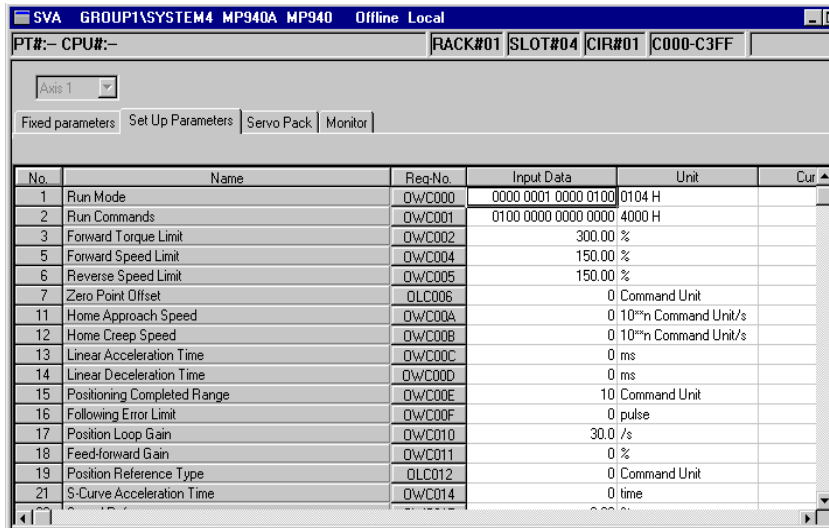 SVA GROUP1\SYSTEM4 MP940A MP940 Offline Local
PT#:– CPU#:– RACK#01 SLOT#04 CIR#01 C000-C3FF
Axis 1
Fixed parameters Set Up Parameters Servo Pack Monitor
No. Name Reg-No. Input Data Unit Cur
1 Run Mode OWC000 0000 0001 0000 0100 0104 H
2 Run Commands OWC001 0100 0000 0000 0000 4000 H
3 Forward Torque Limit OWC002 300.00 %
5 Forward Speed Limit OWC004 150.00 %
6 Reverse Speed Limit OWC005 150.00 %
7 Zero Point Offset OLC006 0 Command Unit
11 Home Approach Speed OWC00A 0 10**n Command Unit/s
12 Home Creep Speed OWC00B 0 10**n Command Unit/s
13 Linear Acceleration Time OWC00C 0 ms
14 Linear Deceleration Time OWC00D 0 ms
15 Positioning Completed Range OWC00E 10 Command Unit
16 Following Error Limit OWC00F 0 pulse
17 Position Loop Gain OWC010 30.0 /s
18 Feed-forward Gain OWC011 0 %
19 Position Reference Type OLC012 0 Command Unit
21 S-Curve Acceleration Time OWC014 0 time